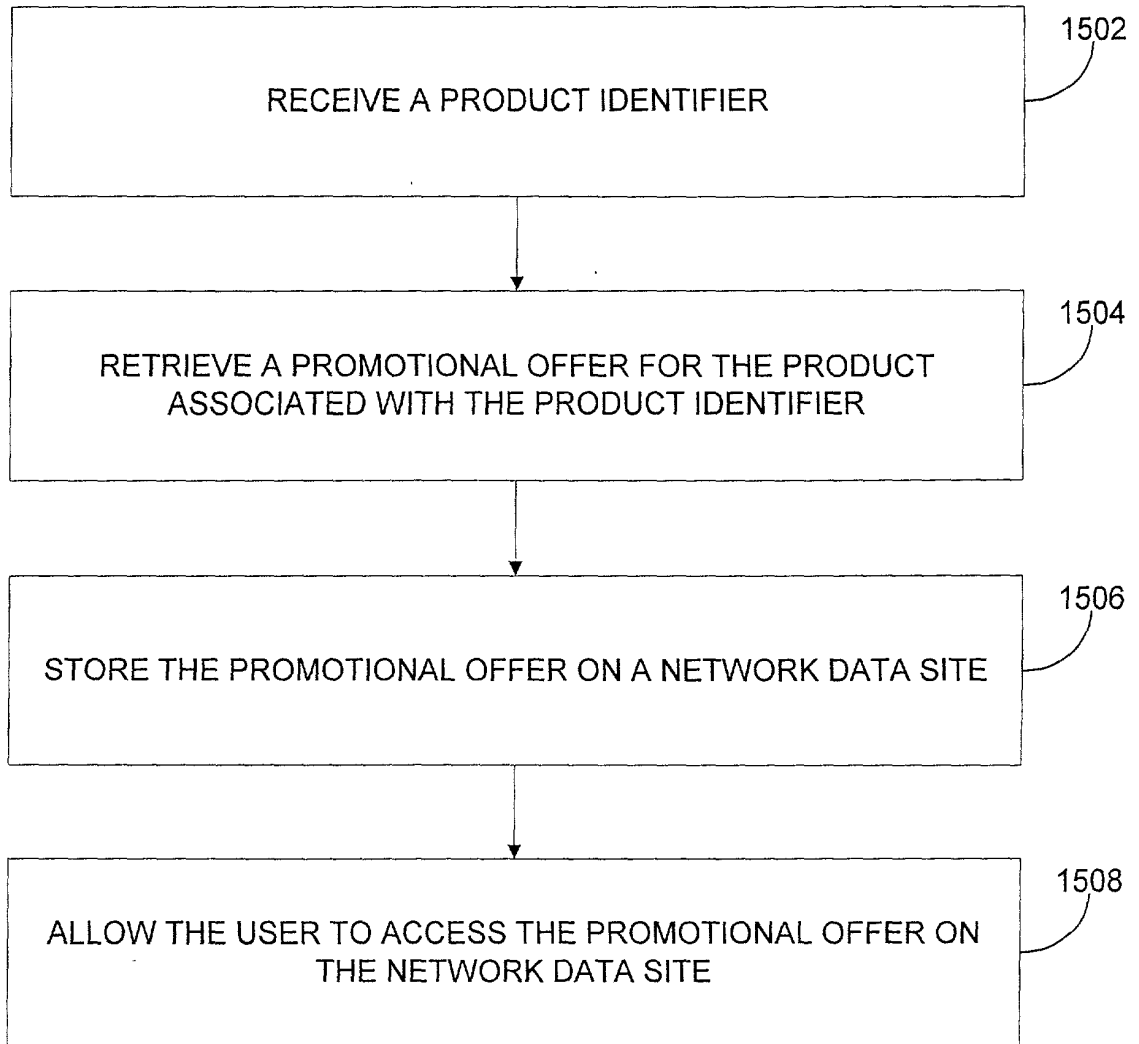 1502
RECEIVE A PRODUCT IDENTIFIER
1504
RETRIEVE A PROMOTIONAL OFFER FOR THE PRODUCT
ASSOCIATED WITH THE PRODUCT IDENTIFIER
1506
STORE THE PROMOTIONAL OFFER ON A NETWORK DATA SITE
1508
ALLOW THE USER TO ACCESS THE PROMOTIONAL OFFER ON
THE NETWORK DATA SITE